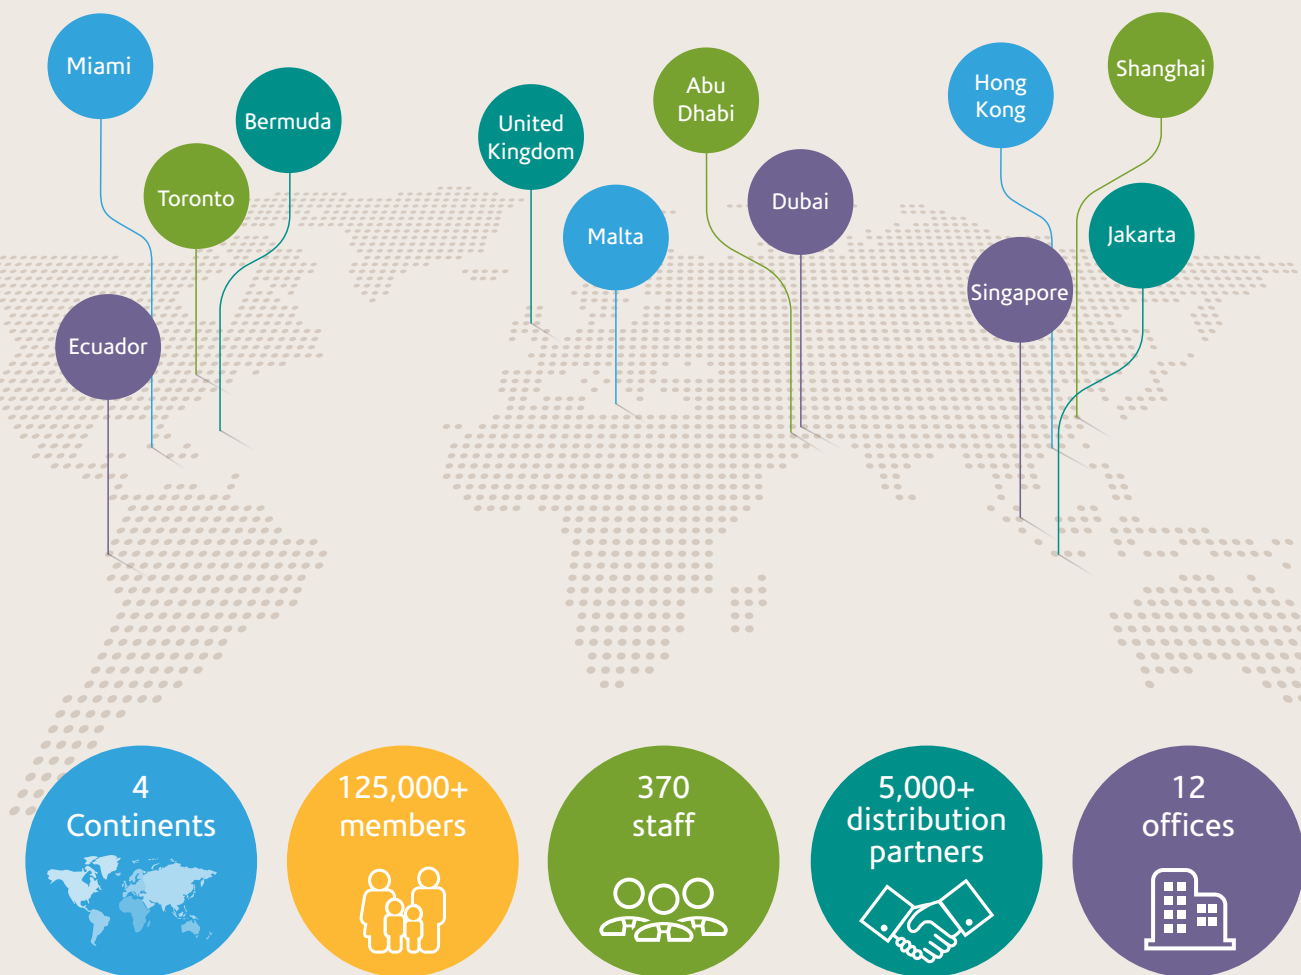 Miami
Bermuda
Toronto
Ecuador
United
Kingdom
Malta
Abu
Dhabi
Dubai
Hong
Kong
Shanghai
Jakarta
Singapore
4
Continents
125,000+
members
370
staff
5,000+
distribution
partners
12
offices